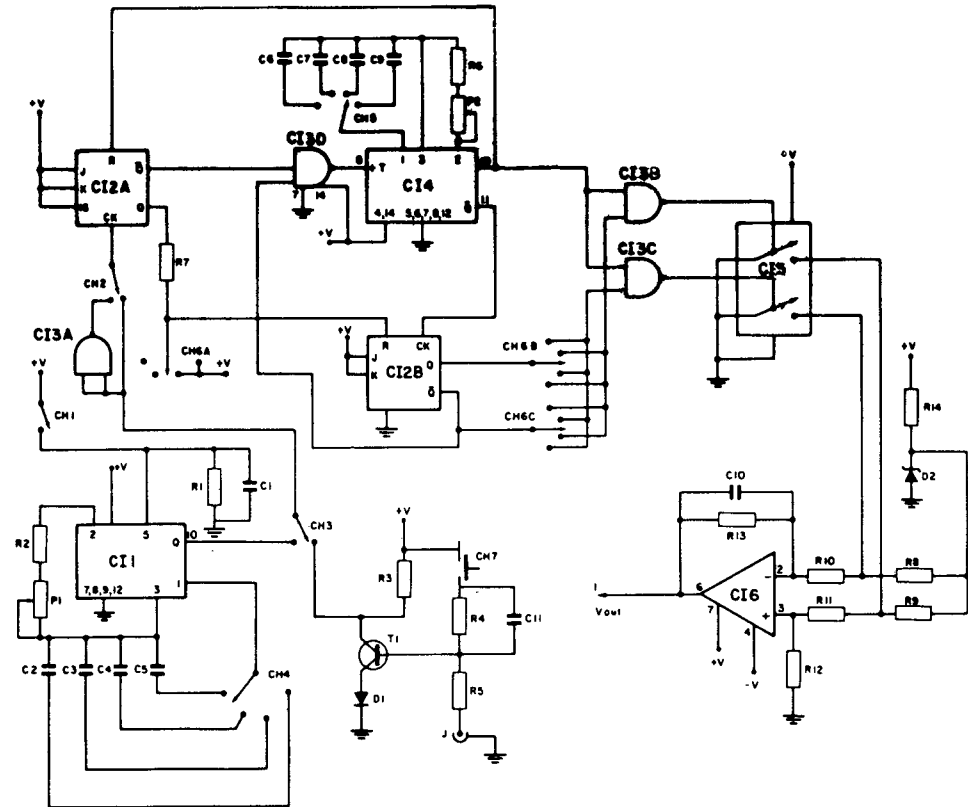 C6 C7 C8 C9
R6
P2
CH5
+V
CI3D
R Q̄
J
K
S
CI2A
Q
CK
8
+T
1 3 2
10
CI4
Q̄
11
7 14
4,14
5,6,7,8,12
+V
CI3B
+V
CI3C
CI5
R7
CH2
CI3A
CH6A
+V
+V
R CK
J
K
Q
CI2B
Q̄
CH6B
CH6C
+V
CH1
R14
D2
+V
+V
R1
C1
2 5
Q
10
CI1
1
7,8,9,12
3
R2
P1
CH3
+V
R3
CH7
R4
C11
T1
D1
R5
J
C2 C3 C4 C5
CH4
C10
R13
1
Vout
6
2
-
CI6
+
3
7
4
R10
R11
R8
R9
+V
-V
R12